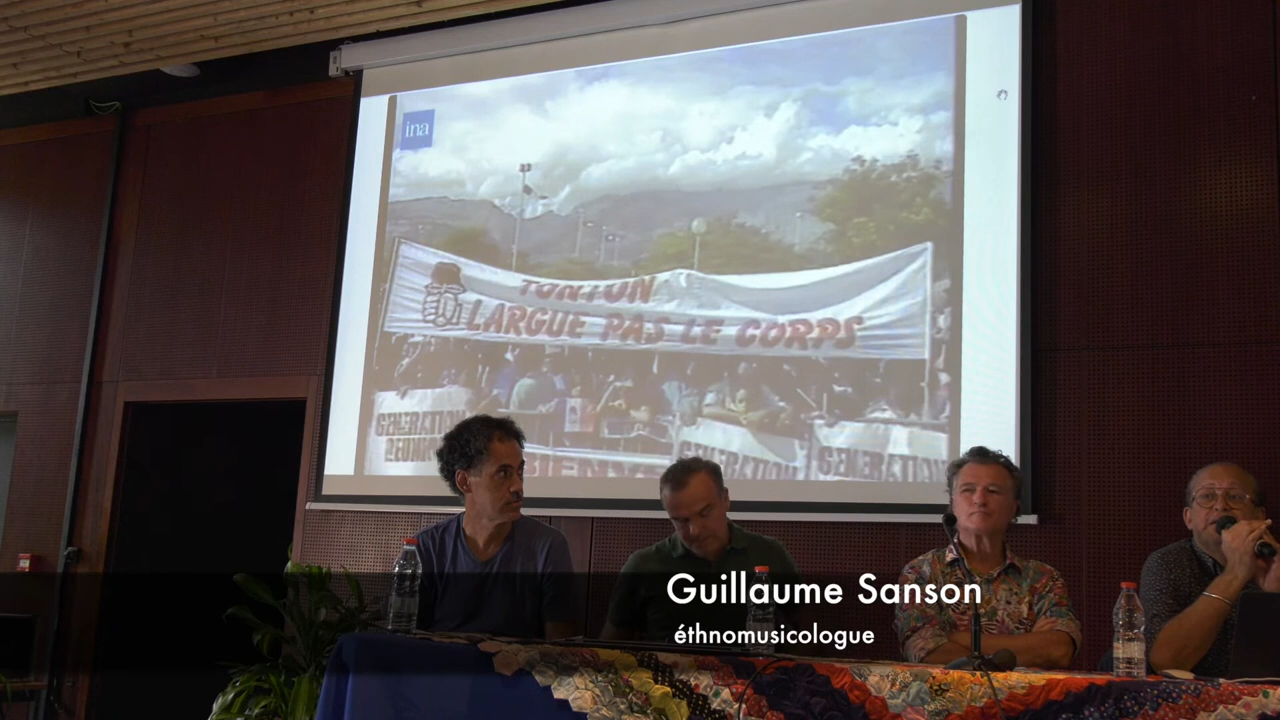 ina
TONTON
LARGUE PAS LE CORPS
GENERATION
GENERATION
GENERATION
Guillaume Sanson
éthnomusicologue